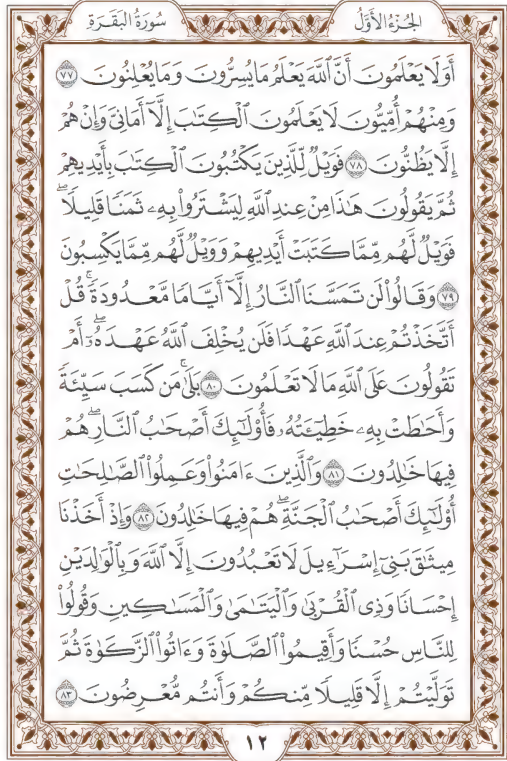 سُورَةُ البَقَرَةِ
الجُزْءُ الأَوَّلُ
أَوَلَا يَعْلَمُونَ أَنَّ ٱللَّهَ يَعْلَمُ مَا يُسِرُّونَ وَمَا يُعْلِنُونَ ٧٧
وَمِنْهُمْ أُمِّيُّونَ لَا يَعْلَمُونَ ٱلْكِتَٰبَ إِلَّآ أَمَانِىَّ وَإِنْ هُمْ
إِلَّا يَظُنُّونَ ٧٨ فَوَيْلٌ لِّلَّذِينَ يَكْتُبُونَ ٱلْكِتَٰبَ بِأَيْدِيهِمْ
ثُمَّ يَقُولُونَ هَٰذَا مِنْ عِندِ ٱللَّهِ لِيَشْتَرُوا۟ بِهِۦ ثَمَنًا قَلِيلًا ۖ
فَوَيْلٌ لَّهُم مِّمَّا كَتَبَتْ أَيْدِيهِمْ وَوَيْلٌ لَّهُم مِّمَّا يَكْسِبُونَ
٧٩ وَقَالُوا۟ لَن تَمَسَّنَا ٱلنَّارُ إِلَّآ أَيَّامًا مَّعْدُودَةً ۚ قُلْ
أَتَّخَذْتُمْ عِندَ ٱللَّهِ عَهْدًا فَلَن يُخْلِفَ ٱللَّهُ عَهْدَهُۥٓ ۖ أَمْ
تَقُولُونَ عَلَى ٱللَّهِ مَا لَا تَعْلَمُونَ ٨٠ بَلَىٰ ۚ مَن كَسَبَ سَيِّئَةً
وَأَحَٰطَتْ بِهِۦ خَطِيٓـَٔتُهُۥ فَأُو۟لَٰٓئِكَ أَصْحَٰبُ ٱلنَّارِ ۖ هُمْ
فِيهَا خَٰلِدُونَ ٨١ وَٱلَّذِينَ ءَامَنُوا۟ وَعَمِلُوا۟ ٱلصَّٰلِحَٰتِ
أُو۟لَٰٓئِكَ أَصْحَٰبُ ٱلْجَنَّةِ ۖ هُمْ فِيهَا خَٰلِدُونَ ٨٢ وَإِذْ أَخَذْنَا
مِيثَٰقَ بَنِىٓ إِسْرَٰٓءِيلَ لَا تَعْبُدُونَ إِلَّا ٱللَّهَ وَبِٱلْوَٰلِدَيْنِ
إِحْسَانًا وَذِى ٱلْقُرْبَىٰ وَٱلْيَتَٰمَىٰ وَٱلْمَسَٰكِينِ وَقُولُوا۟
لِلنَّاسِ حُسْنًا وَأَقِيمُوا۟ ٱلصَّلَوٰةَ وَءَاتُوا۟ ٱلزَّكَوٰةَ ثُمَّ
تَوَلَّيْتُمْ إِلَّا قَلِيلًا مِّنكُمْ وَأَنتُم مُّعْرِضُونَ ٨٣
١٢